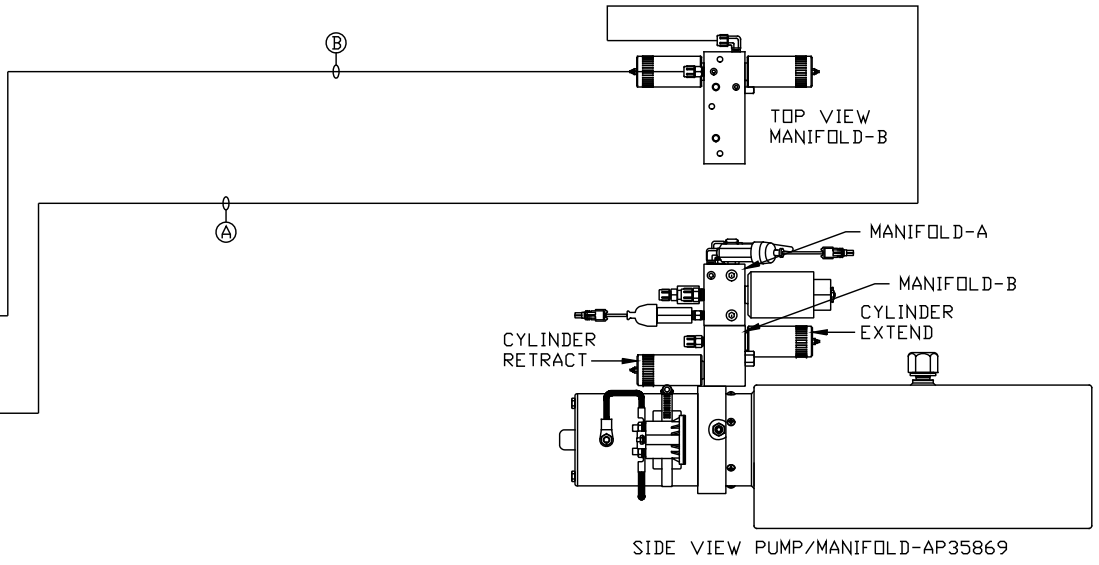 B
TOP VIEW
MANIFOLD-B
A
MANIFOLD-A
MANIFOLD-B
CYLINDER
EXTEND
CYLINDER
RETRACT
SIDE VIEW PUMP/MANIFOLD-AP35869